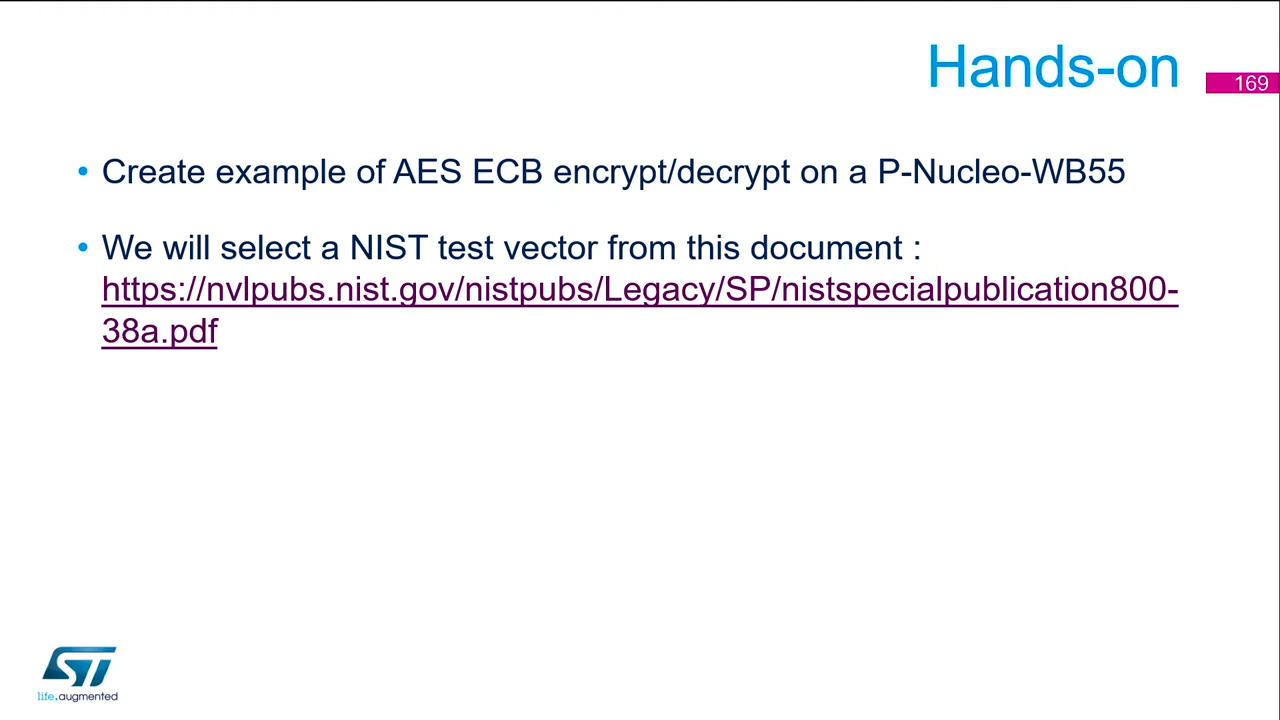 Hands-on
169
• Create example of AES ECB encrypt/decrypt on a P-Nucleo-WB55
• We will select a NIST test vector from this document :
https://nvlpubs.nist.gov/nistpubs/Legacy/SP/nistspecialpublication800-
38a.pdf
ST
life.augmented